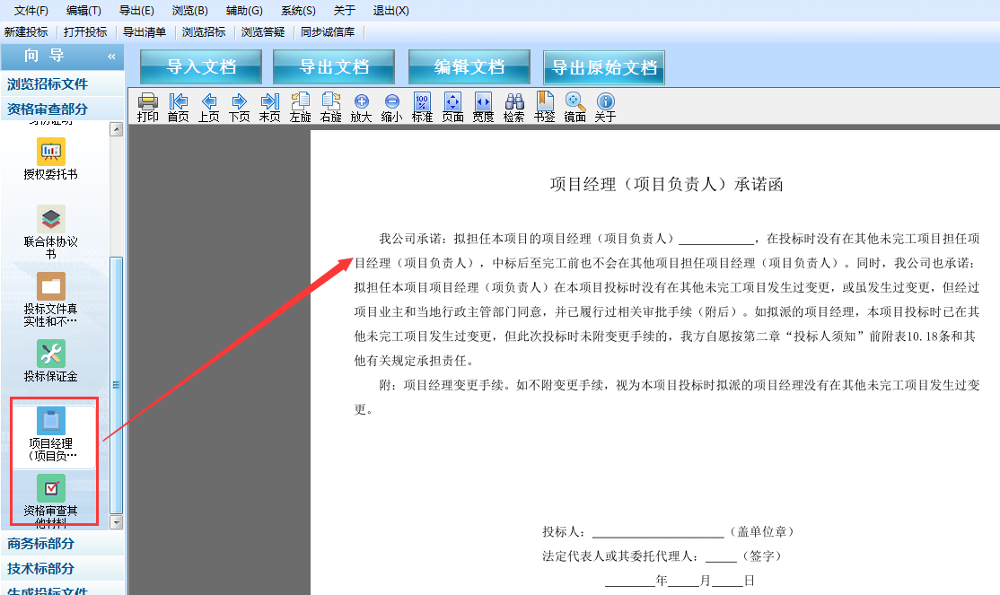 文件(F) 编辑(T) 导出(E) 浏览(B) 辅助(G) 系统(S) 关于 退出(X)
新建投标 打开投标 导出清单 浏览招标 浏览答疑 同步诚信库
向 导 «
浏览招标文件
资格审查部分
身份证明
授权委托书
联合体协议
书
投标文件真
实性和不…
投标保证金
项目经理
（项目负…
资格审查其
他材料
商务标部分
技术标部分
生成投标文件
导入文档 导出文档 编辑文档 导出原始文档
打印 首页 上页 下页 末页 左旋 右旋 放大 缩小 标准 页面 宽度 检索 书签 镜面 关于
项目经理（项目负责人）承诺函
我公司承诺：拟担任本项目的项目经理（项目负责人）____________，在投标时没有在其他未完工项目担任项
目经理（项目负责人），中标后至完工前也不会在其他项目担任项目经理（项目负责人）。同时，我公司也承诺：
拟担任本项目项目经理（项负责人）在本项目投标时没有在其他未完工项目发生过变更，或虽发生过变更，但经过
项目业主和当地行政主管部门同意，并已履行过相关审批手续（附后）。如拟派的项目经理，本项目投标时已在其
他未完工项目发生过变更，但此次投标时未附变更手续的，我方自愿按第二章“投标人须知”前附表10.18条和其
他有关规定承担责任。
附：项目经理变更手续。如不附变更手续，视为本项目投标时拟派的项目经理没有在其他未完工项目发生过变
更。
投标人：_____________________（盖单位章）
法定代表人或其委托代理人：_____（签字）
________年_____月_____日